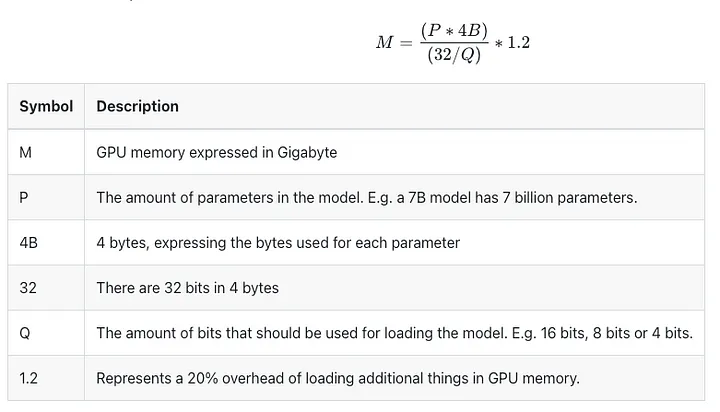 M = (P * 4B) / (32/Q) * 1.2
Symbol Description
M GPU memory expressed in Gigabyte
P The amount of parameters in the model. E.g. a 7B model has 7 billion parameters.
4B 4 bytes, expressing the bytes used for each parameter
32 There are 32 bits in 4 bytes
Q The amount of bits that should be used for loading the model. E.g. 16 bits, 8 bits or 4 bits.
1.2 Represents a 20% overhead of loading additional things in GPU memory.